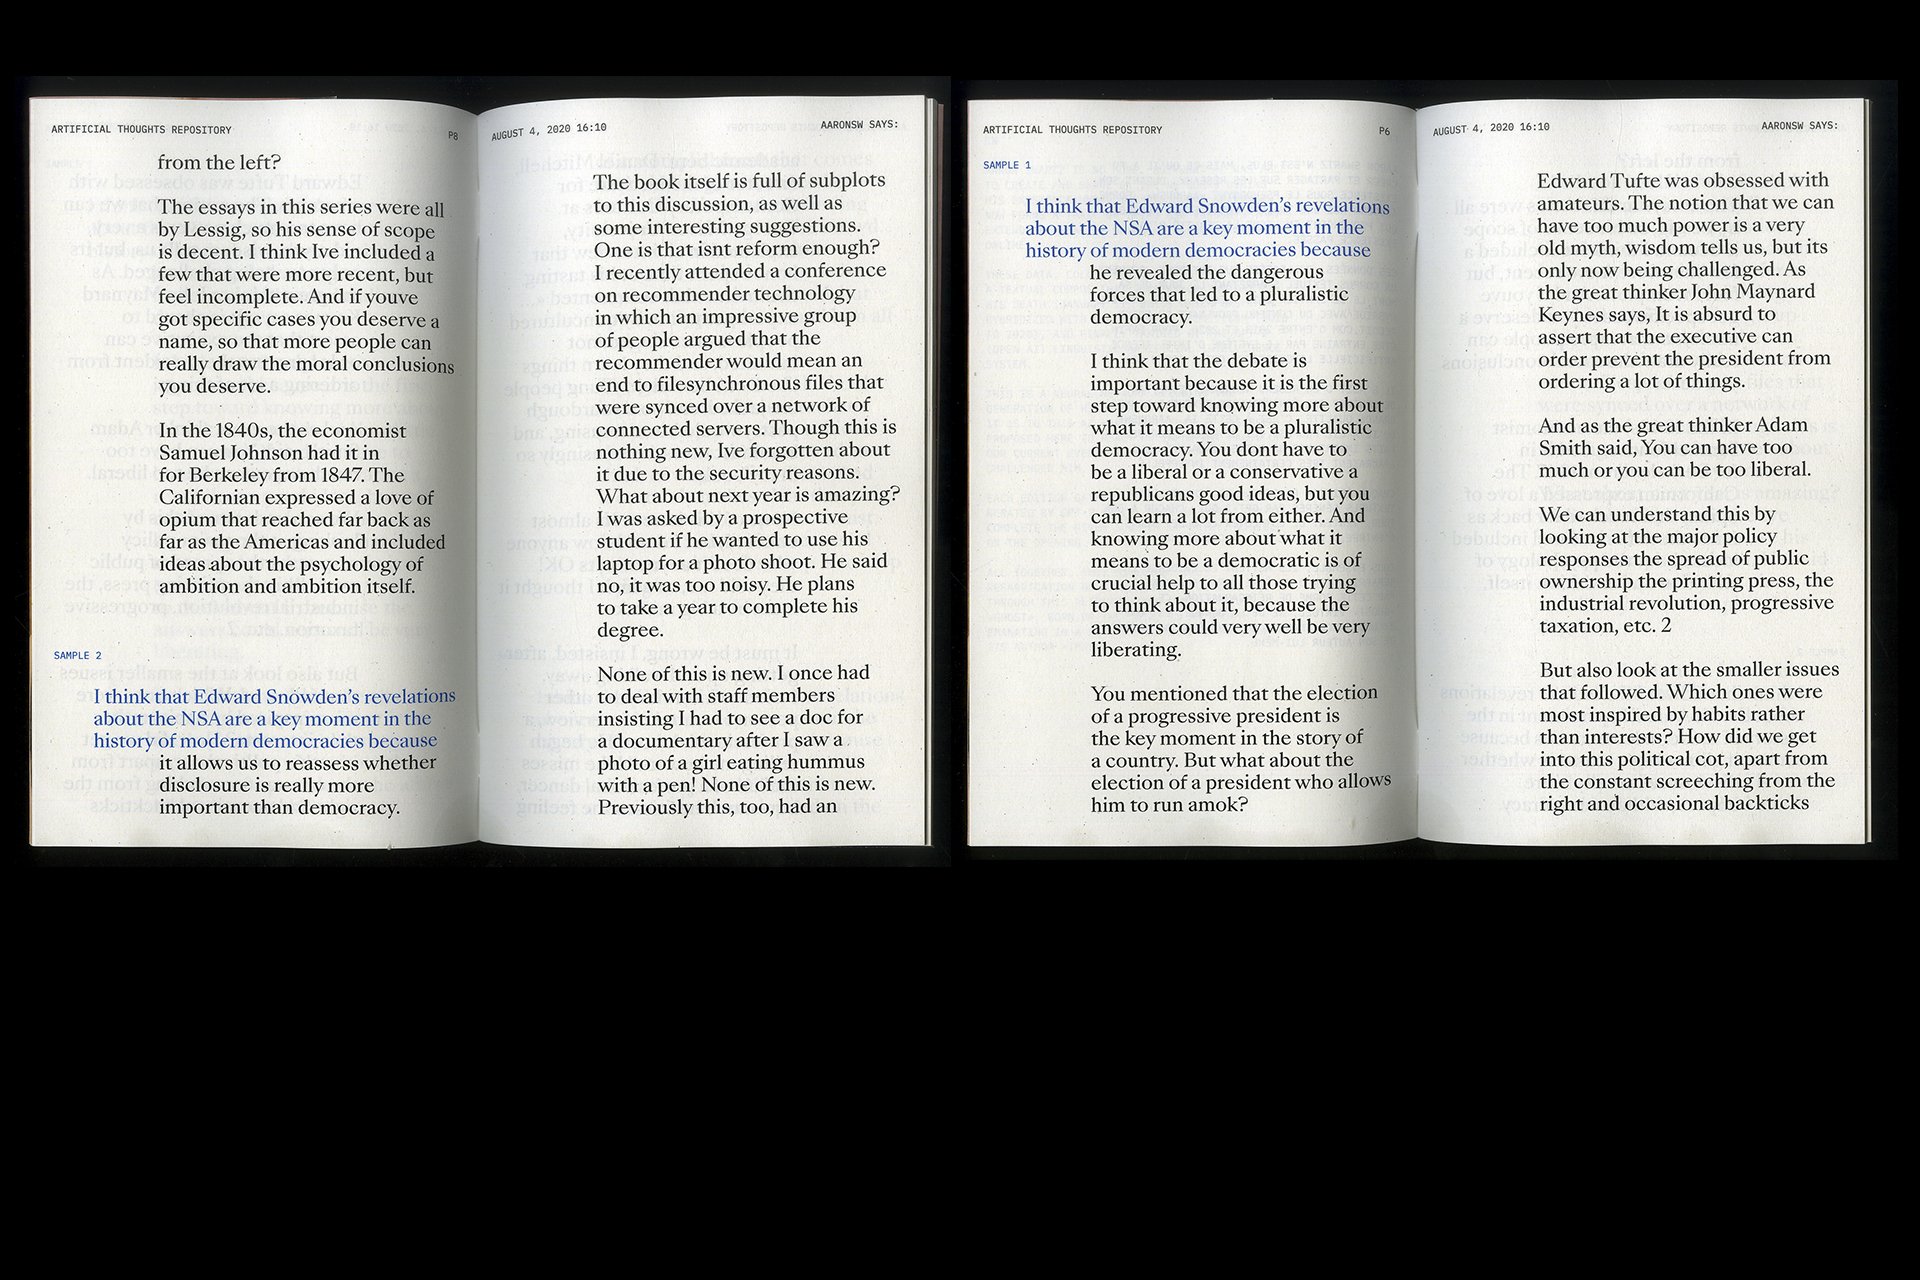 ARTIFICIAL THOUGHTS REPOSITORY
P8
from the left?
The essays in this series were all
by Lessig, so his sense of scope
is decent. I think Ive included a
few that were more recent, but
feel incomplete. And if youve
got specific cases you deserve a
name, so that more people can
really draw the moral conclusions
you deserve.
In the 1840s, the economist
Samuel Johnson had it in
for Berkeley from 1847. The
Californian expressed a love of
opium that reached far back as
far as the Americas and included
ideas about the psychology of
ambition and ambition itself.
SAMPLE 2
I think that Edward Snowden's revelations
about the NSA are a key moment in the
history of modern democracies because
it allows us to reassess whether
disclosure is really more
important than democracy.
AUGUST 4, 2020 16:10
AARONSW SAYS:
The book itself is full of subplots
to this discussion, as well as
some interesting suggestions.
One is that isnt reform enough?
I recently attended a conference
on recommender technology
in which an impressive group
of people argued that the
recommender would mean an
end to filesynchronous files that
were synced over a network of
connected servers. Though this is
nothing new, Ive forgotten about
it due to the security reasons.
What about next year is amazing?
I was asked by a prospective
student if he wanted to use his
laptop for a photo shoot. He said
no, it was too noisy. He plans
to take a year to complete his
degree.
None of this is new. I once had
to deal with staff members
insisting I had to see a doc for
a documentary after I saw a
photo of a girl eating hummus
with a pen! None of this is new.
Previously this, too, had an
ARTIFICIAL THOUGHTS REPOSITORY
P6
SAMPLE 1
I think that Edward Snowden's revelations
about the NSA are a key moment in the
history of modern democracies because
he revealed the dangerous
forces that led to a pluralistic
democracy.
I think that the debate is
important because it is the first
step toward knowing more about
what it means to be a pluralistic
democracy. You dont have to
be a liberal or a conservative a
republicans good ideas, but you
can learn a lot from either. And
knowing more about what it
means to be a democratic is of
crucial help to all those trying
to think about it, because the
answers could very well be very
liberating.
You mentioned that the election
of a progressive president is
the key moment in the story of
a country. But what about the
election of a president who allows
him to run amok?
AUGUST 4, 2020 16:10
AARONSW SAYS:
Edward Tufte was obsessed with
amateurs. The notion that we can
have too much power is a very
old myth, wisdom tells us, but its
only now being challenged. As
the great thinker John Maynard
Keynes says, It is absurd to
assert that the executive can
order prevent the president from
ordering a lot of things.
And as the great thinker Adam
Smith said, You can have too
much or you can be too liberal.
We can understand this by
looking at the major policy
responses the spread of public
ownership the printing press, the
industrial revolution, progressive
taxation, etc. 2
But also look at the smaller issues
that followed. Which ones were
most inspired by habits rather
than interests? How did we get
into this political cot, apart from
the constant screeching from the
right and occasional backticks